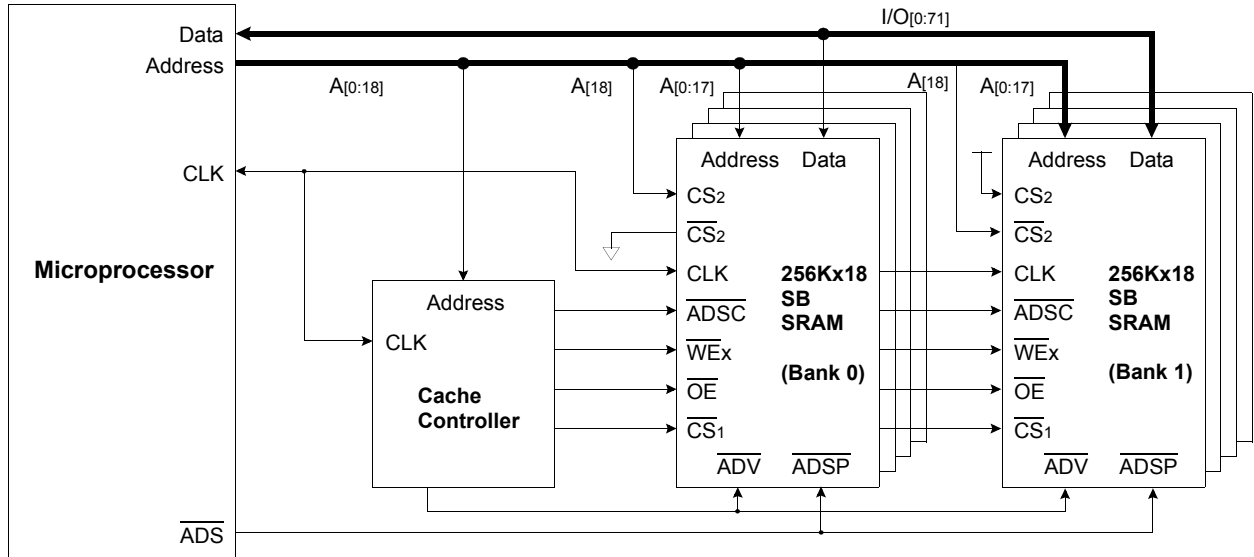 I/O[0:71]
Data
Address
A[0:18]
A[18]
A[0:17]
A[18]
A[0:17]
CLK
Microprocessor
ADS
Address
CLK
Cache
Controller
Address Data
CS2
CS2
CLK
ADSC
WEx
OE
CS1
ADV ADSP
256Kx18
SB
SRAM
(Bank 0)
Address Data
CS2
CS2
CLK
ADSC
WEx
OE
CS1
ADV ADSP
256Kx18
SB
SRAM
(Bank 1)